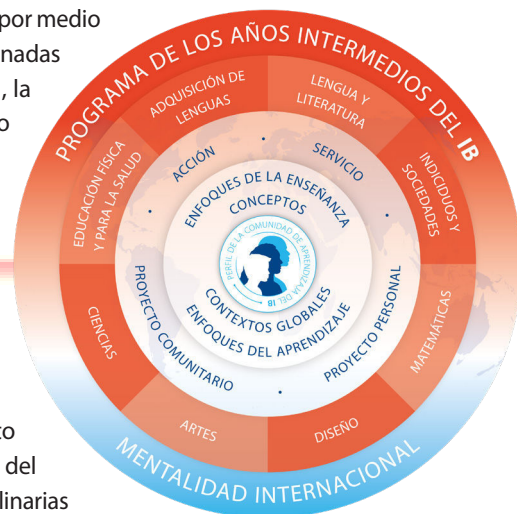 por medio
nadas
, la
o
PROGRAMA DE LOS AÑOS INTERMEDIOS DEL IB
ADQUISICIÓN DE
LENGUAS
LENGUA Y
LITERATURA
EDUCACIÓN FÍSICA
Y PARA LA SALUD
INDICIDUOS Y
SOCIEDADES
CIENCIAS
MATEMÁTICAS
ARTES
DISEÑO
ACCIÓN
SERVICIO
PROYECTO COMUNITARIO
PROYECTO PERSONAL
ENFOQUES DE LA ENSEÑANZA
CONCEPTOS
PERFIL DE LA COMUNIDAD DE APRENDIZAJA DEL IB
CONTEXTOS GLOBALES
ENFOQUES DEL APRENDIZAJE
MENTALIDAD INTERNACIONAL
to
del
linarias